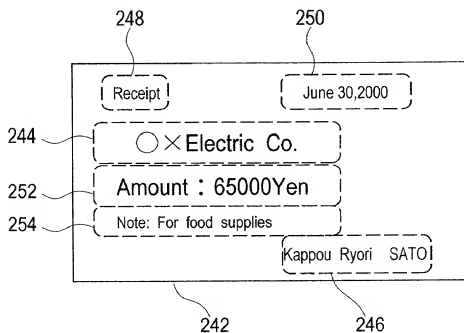 248
250
Receipt
June 30,2000
244
○×Electric Co.
252
Amount : 65000Yen
254
Note: For food supplies
Kappou Ryori SATO
242
246